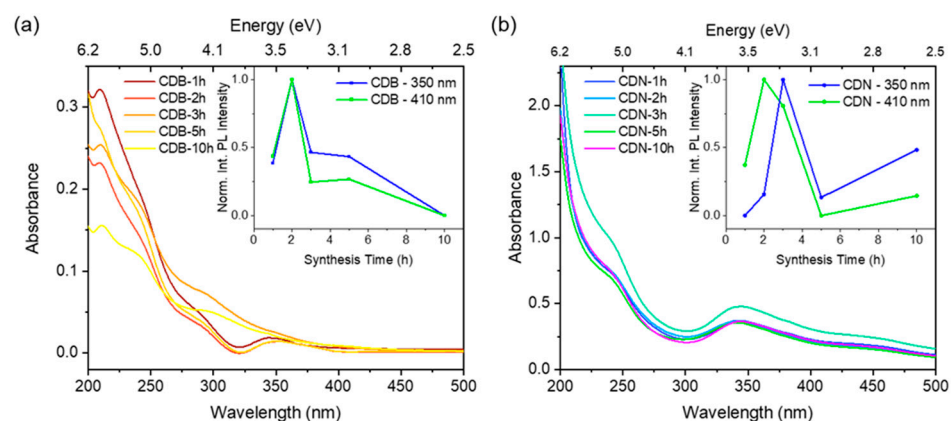 (a)
Energy (eV)
6.2 5.0 4.1 3.5 3.1 2.8 2.5
CDB-1h
CDB-2h
CDB-3h
CDB-5h
CDB-10h
CDB - 350 nm
CDB - 410 nm
Norm. Int. PL Intensity
1.0
0.5
0.0
0 2 4 6 8 10
Synthesis Time (h)
Absorbance
0.3
0.2
0.1
0.0
200 250 300 350 400 450 500
Wavelength (nm)
(b)
Energy (eV)
6.2 5.0 4.1 3.5 3.1 2.8 2.5
CDN-1h
CDN-2h
CDN-3h
CDN-5h
CDN-10h
CDN - 350 nm
CDN - 410 nm
Norm. Int. PL Intensity
1.0
0.5
0.0
0 2 4 6 8 10
Synthesis Time (h)
Absorbance
2.0
1.5
1.0
0.5
0.0
200 250 300 350 400 450 500
Wavelength (nm)